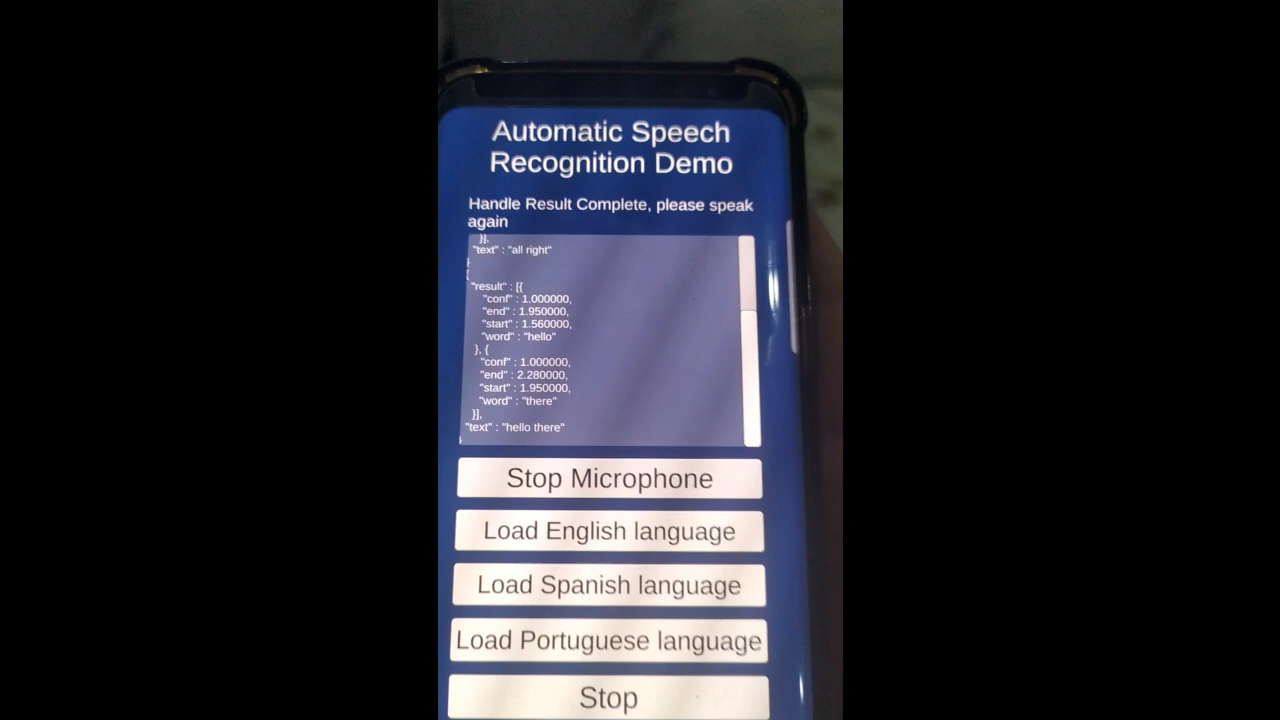 Automatic Speech
Recognition Demo
Handle Result Complete, please speak
again
}],
"text" : "all right"
}
{
"result" : [{
"conf" : 1.000000,
"end" : 1.950000,
"start" : 1.560000,
"word" : "hello"
}, {
"conf" : 1.000000,
"end" : 2.280000,
"start" : 1.950000,
"word" : "there"
}],
"text" : "hello there"
Stop Microphone
Load English language
Load Spanish language
Load Portuguese language
Stop